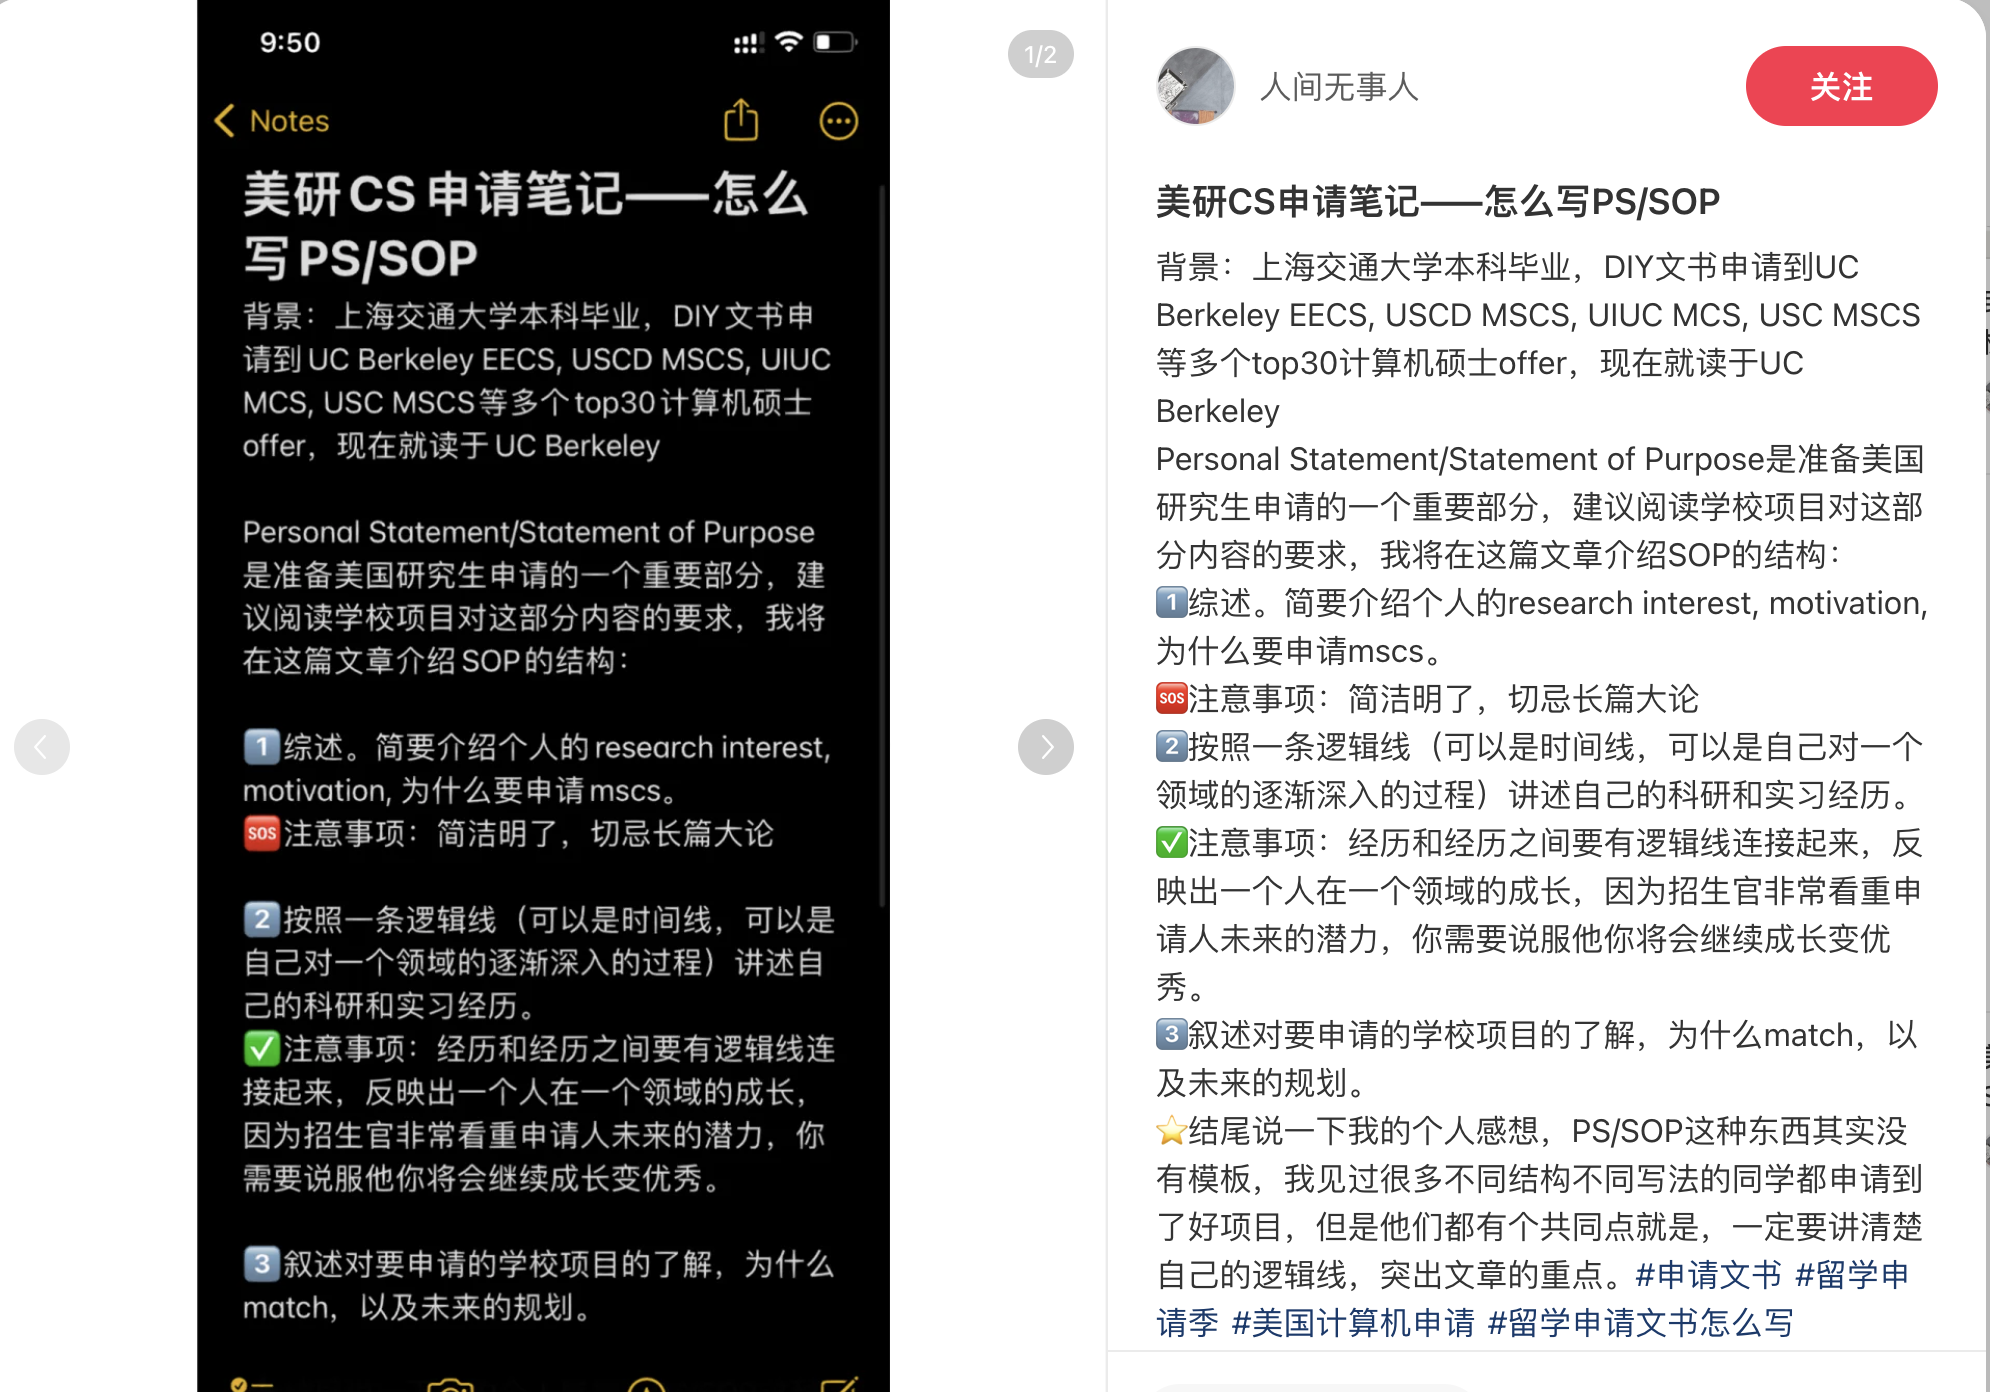 9:50
Notes
美研CS申请笔记——怎么
写PS/SOP
背景：上海交通大学本科毕业，DIY文书申
请到UC Berkeley EECS, USCD MSCS, UIUC
MCS, USC MSCS等多个top30计算机硕士
offer，现在就读于UC Berkeley
Personal Statement/Statement of Purpose
是准备美国研究生申请的一个重要部分，建
议阅读学校项目对这部分内容的要求，我将
在这篇文章介绍SOP的结构：
1️⃣综述。简要介绍个人的research interest,
motivation, 为什么要申请mscs。
🆘注意事项：简洁明了，切忌长篇大论
2️⃣按照一条逻辑线（可以是时间线，可以是
自己对一个领域的逐渐深入的过程）讲述自
己的科研和实习经历。
✅注意事项：经历和经历之间要有逻辑线连
接起来，反映出一个人在一个领域的成长，
因为招生官非常看重申请人未来的潜力，你
需要说服他你将会继续成长变优秀。
3️⃣叙述对要申请的学校项目的了解，为什么
match，以及未来的规划。
1/2
人间无事人
关注
美研CS申请笔记——怎么写PS/SOP
背景：上海交通大学本科毕业，DIY文书申请到UC
Berkeley EECS, USCD MSCS, UIUC MCS, USC MSCS
等多个top30计算机硕士offer，现在就读于UC
Berkeley
Personal Statement/Statement of Purpose是准备美国
研究生申请的一个重要部分，建议阅读学校项目对这部
分内容的要求，我将在这篇文章介绍SOP的结构：
1️⃣综述。简要介绍个人的research interest, motivation,
为什么要申请mscs。
🆘注意事项：简洁明了，切忌长篇大论
2️⃣按照一条逻辑线（可以是时间线，可以是自己对一个
领域的逐渐深入的过程）讲述自己的科研和实习经历。
✅注意事项：经历和经历之间要有逻辑线连接起来，反
映出一个人在一个领域的成长，因为招生官非常看重申
请人未来的潜力，你需要说服他你将会继续成长变优
秀。
3️⃣叙述对要申请的学校项目的了解，为什么match，以
及未来的规划。
⭐结尾说一下我的个人感想，PS/SOP这种东西其实没
有模板，我见过很多不同结构不同写法的同学都申请到
了好项目，但是他们都有个共同点就是，一定要讲清楚
自己的逻辑线，突出文章的重点。#申请文书 #留学申
请季 #美国计算机申请 #留学申请文书怎么写